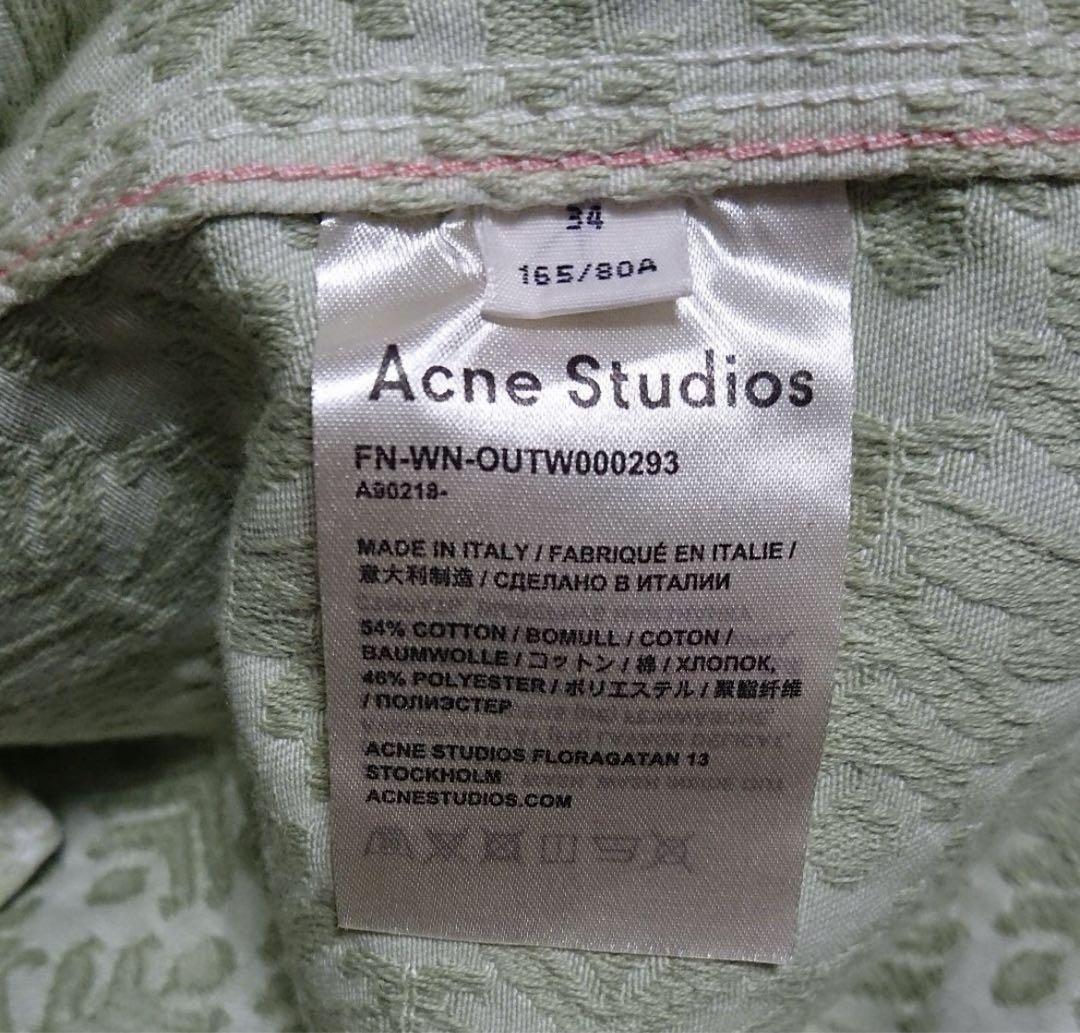 34
165/80A
Acne Studios
FN-WN-OUTW000293
A90218-
MADE IN ITALY / FABRIQUÉ EN ITALIE /
意大利制造 / СДЕЛАНО В ИТАЛИИ
54% COTTON / BOMULL / COTON /
BAUMWOLLE / コットン / 綿 / ХЛОПОК,
46% POLYESTER / ポリエステル / 聚酯纤维
/ ПОЛИЭСТЕР
ACNE STUDIOS FLORAGATAN 13
STOCKHOLM
ACNESTUDIOS.COM